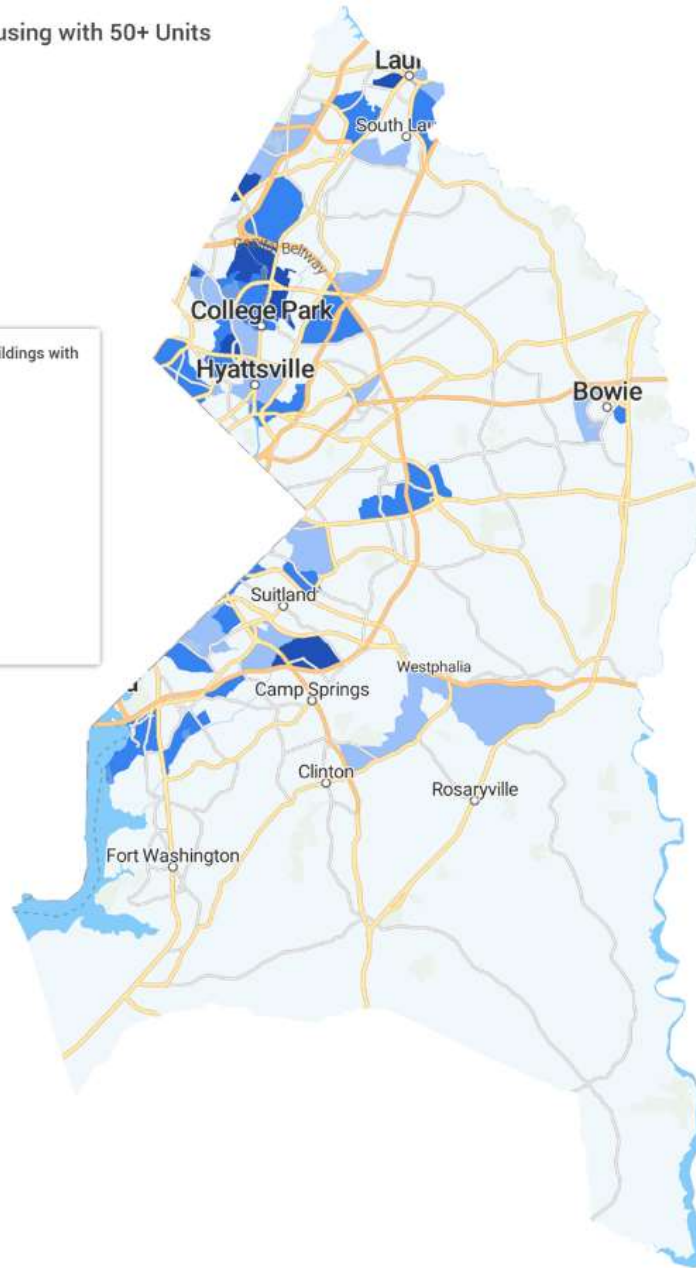 using with 50+ Units
Laur
South Lau
Capital Beltway
College Park
ildings with
Hyattsville
Bowie
Suitland
Westphalia
Camp Springs
Clinton
Rosaryville
Fort Washington